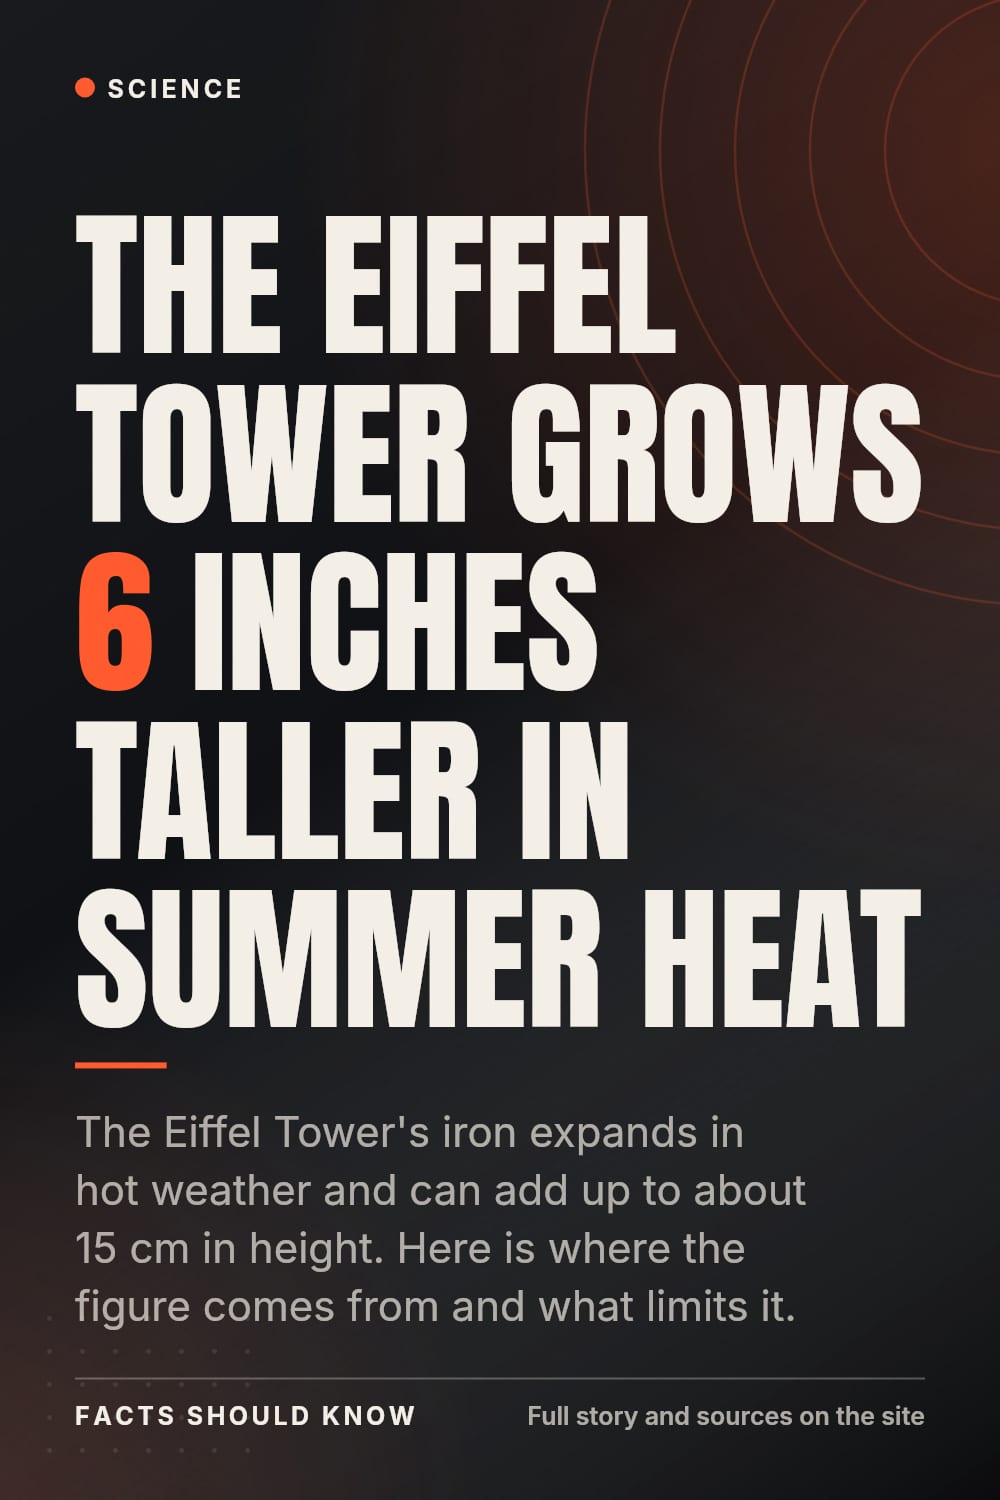 SCIENCE
THE EIFFEL
TOWER GROWS
6 INCHES
TALLER IN
SUMMER HEAT
The Eiffel Tower's iron expands in
hot weather and can add up to about
15 cm in height. Here is where the
figure comes from and what limits it.
FACTS SHOULD KNOW
Full story and sources on the site